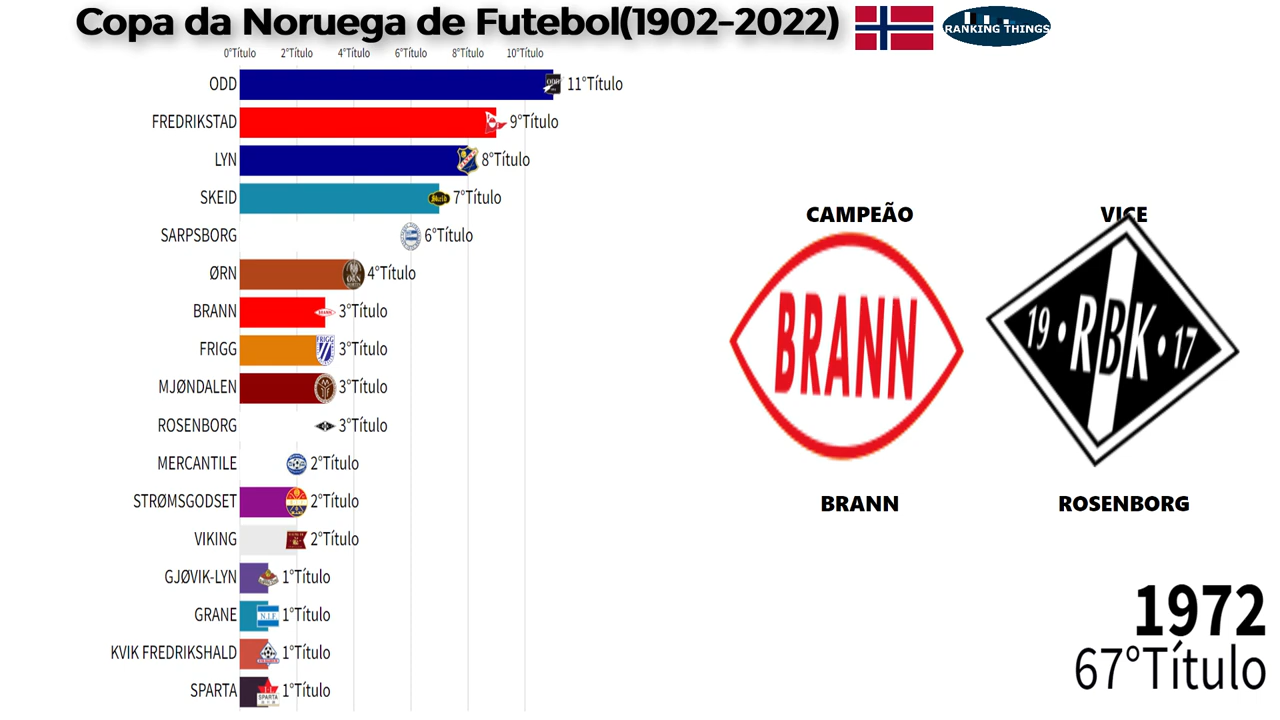 Copa da Noruega de Futebol(1902-2022)
RANKING THINGS
0°Título 2°Título 4°Título 6°Título 8°Título 10°Título
ODD 11°Título
FREDRIKSTAD 9°Título
LYN 8°Título
SKEID Skeid 7°Título
SARPSBORG 6°Título
ØRN 4°Título
BRANN BRANN 3°Título
FRIGG FRIGG 3°Título
MJØNDALEN 3°Título
ROSENBORG 3°Título
MERCANTILE 2°Título
STRØMSGODSET 2°Título
VIKING 2°Título
GJØVIK-LYN 1°Título
GRANE N.I.F. 1°Título
KVIK FREDRIKSHALD 1°Título
SPARTA SPARTA 1°Título
CAMPEÃO VICE
BRANN
19 • RBK • 17
BRANN ROSENBORG
1972
67°Título